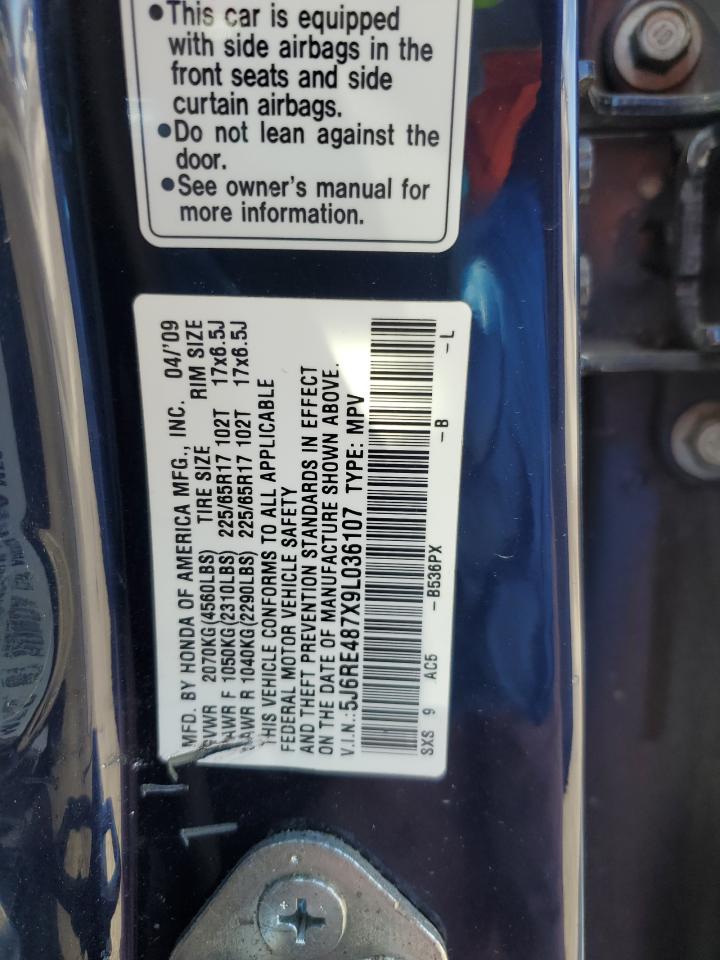 •This car is equipped
with side airbags in the
front seats and side
curtain airbags.
•Do not lean against the
door.
•See owner's manual for
more information.
MFD. BY HONDA OF AMERICA MFG., INC. 04/'09
GVWR 2070KG(4560LBS) TIRE SIZE RIM SIZE
GAWR F 1050KG(2310LBS) 225/65R17 102T 17x6.5J
GAWR R 1040KG(2290LBS) 225/65R17 102T 17x6.5J
THIS VEHICLE CONFORMS TO ALL APPLICABLE
FEDERAL MOTOR VEHICLE SAFETY
AND THEFT PREVENTION STANDARDS IN EFFECT
ON THE DATE OF MANUFACTURE SHOWN ABOVE.
V.I.N.:5J6RE487X9L036107 TYPE: MPV
SXS 9 AC5 -B536PX -B -L